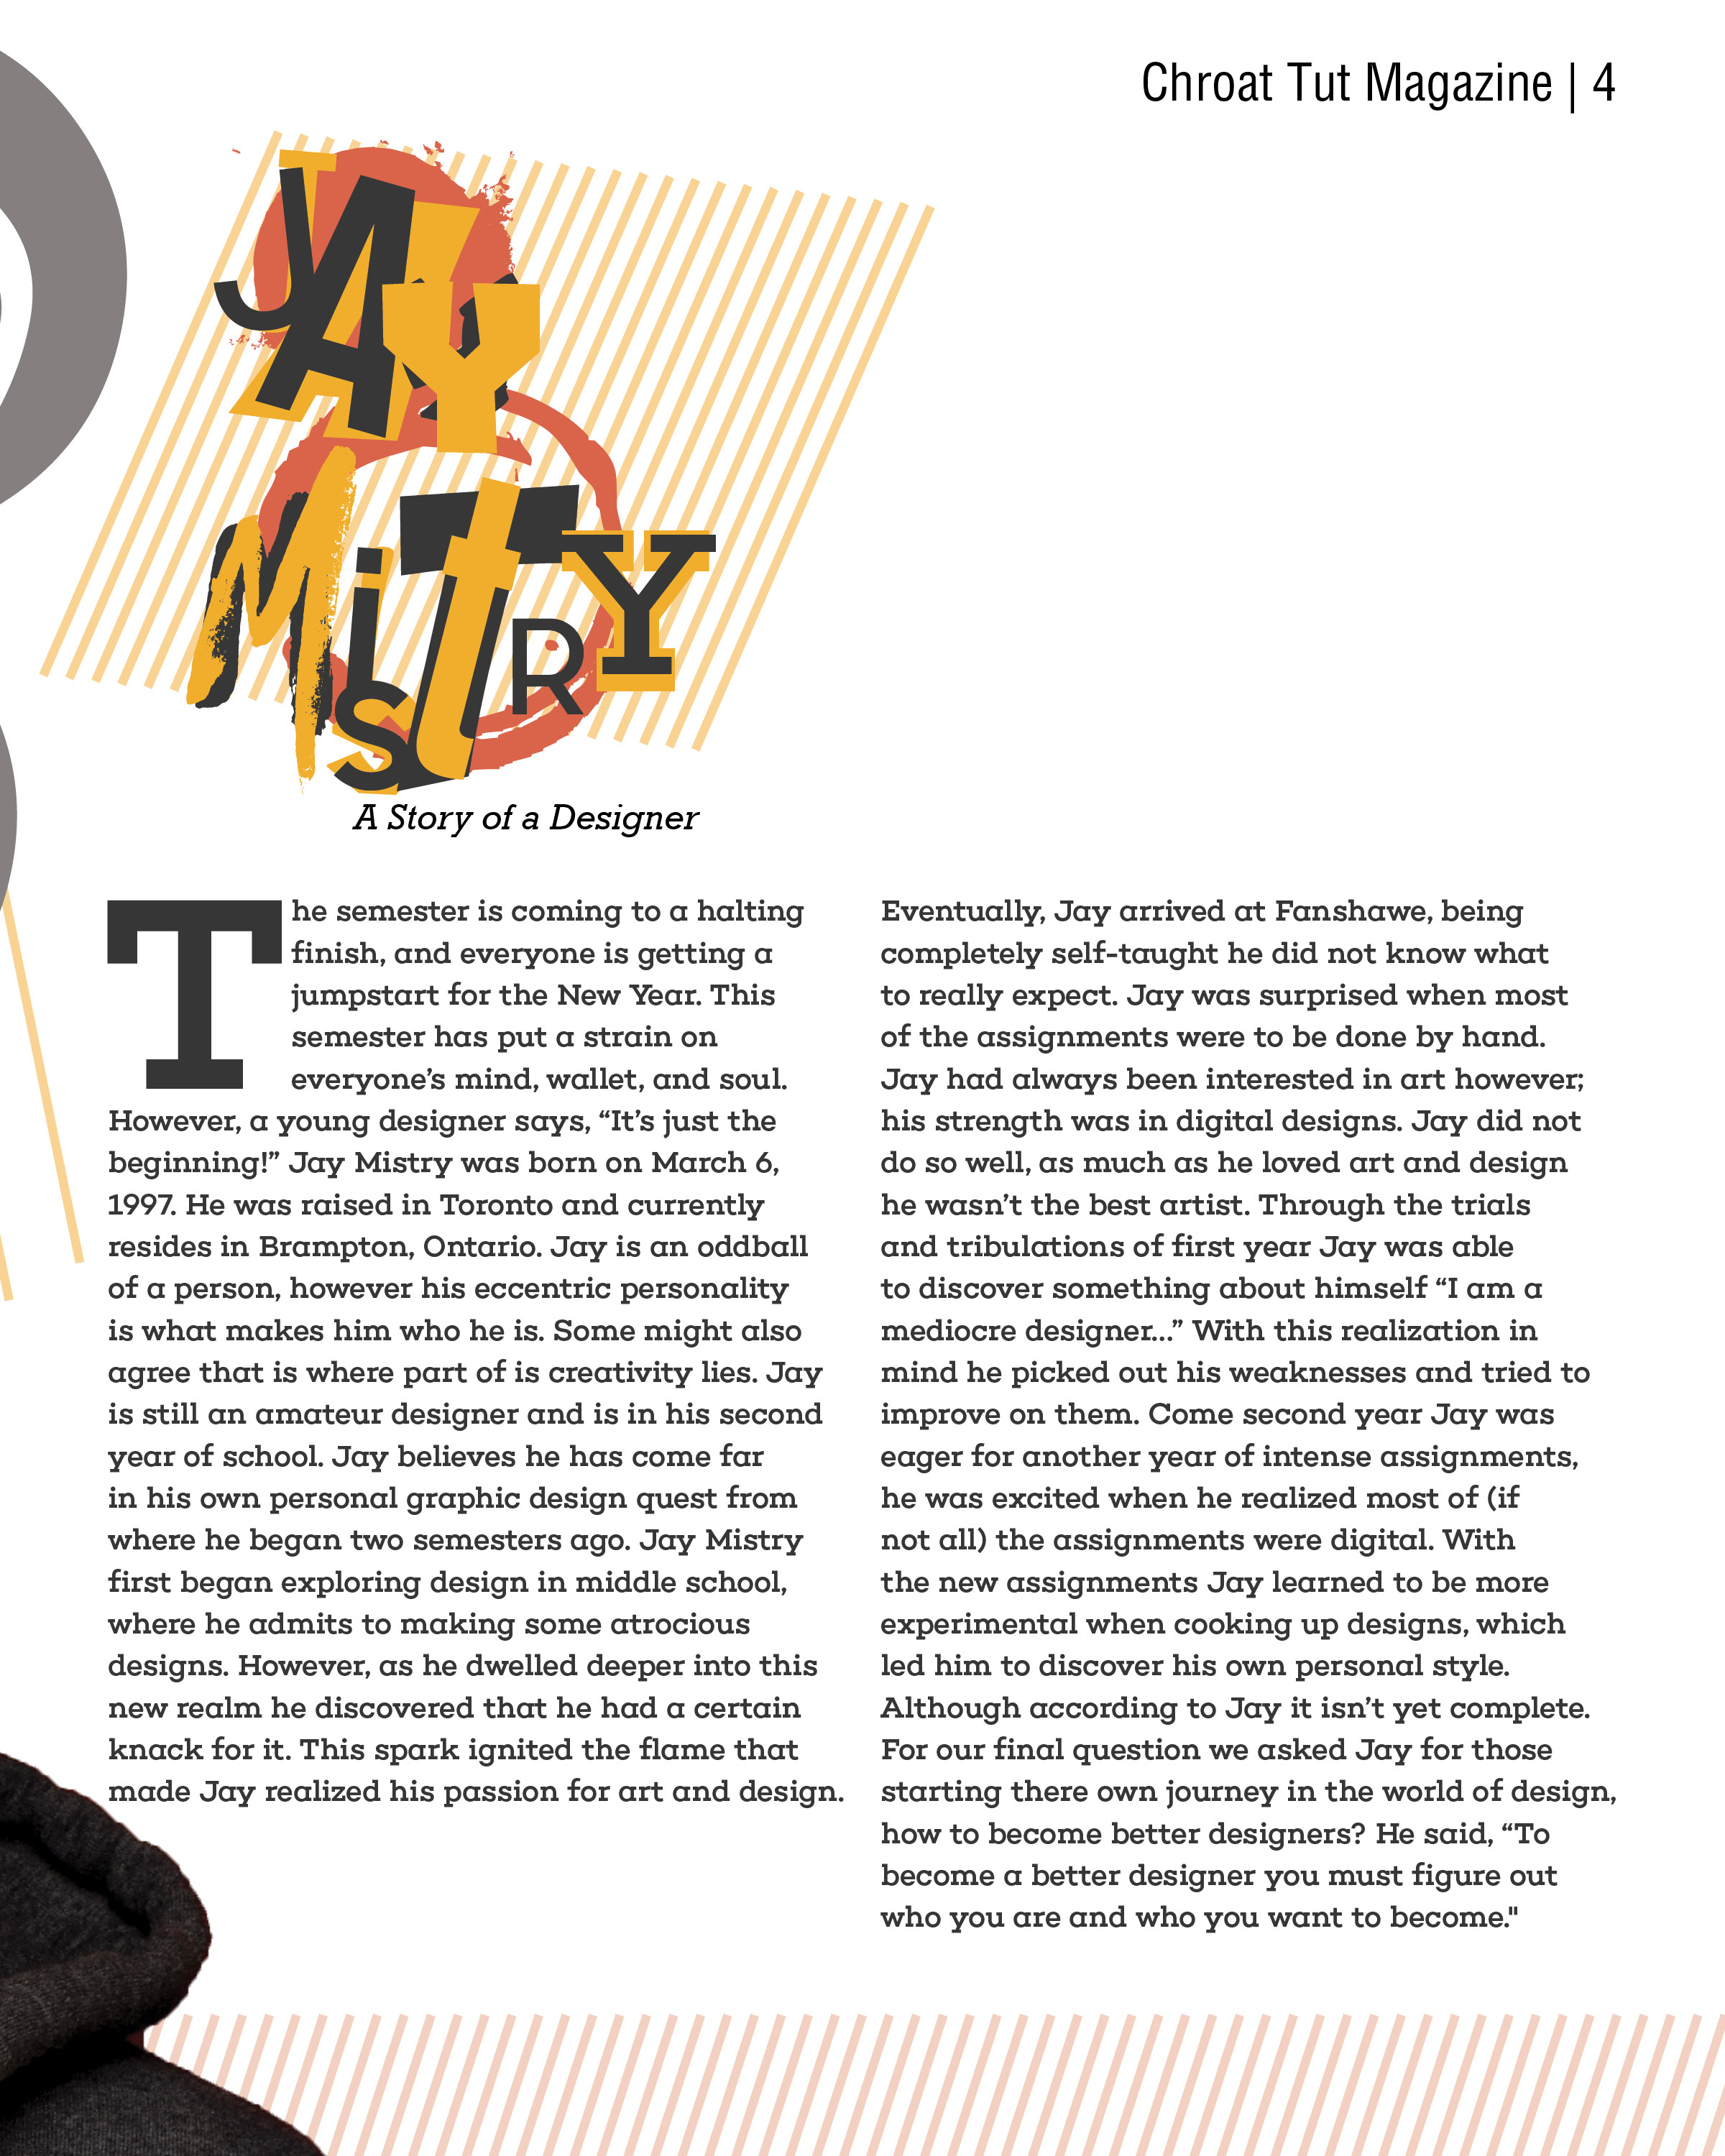 Chroat Tut Magazine | 4
JAY
MiSTRY
A Story of a Designer
The semester is coming to a halting
finish, and everyone is getting a
jumpstart for the New Year. This
semester has put a strain on
everyone’s mind, wallet, and soul.
However, a young designer says, “It’s just the
beginning!” Jay Mistry was born on March 6,
1997. He was raised in Toronto and currently
resides in Brampton, Ontario. Jay is an oddball
of a person, however his eccentric personality
is what makes him who he is. Some might also
agree that is where part of is creativity lies. Jay
is still an amateur designer and is in his second
year of school. Jay believes he has come far
in his own personal graphic design quest from
where he began two semesters ago. Jay Mistry
first began exploring design in middle school,
where he admits to making some atrocious
designs. However, as he dwelled deeper into this
new realm he discovered that he had a certain
knack for it. This spark ignited the flame that
made Jay realized his passion for art and design.
Eventually, Jay arrived at Fanshawe, being
completely self-taught he did not know what
to really expect. Jay was surprised when most
of the assignments were to be done by hand.
Jay had always been interested in art however;
his strength was in digital designs. Jay did not
do so well, as much as he loved art and design
he wasn’t the best artist. Through the trials
and tribulations of first year Jay was able
to discover something about himself “I am a
mediocre designer...” With this realization in
mind he picked out his weaknesses and tried to
improve on them. Come second year Jay was
eager for another year of intense assignments,
he was excited when he realized most of (if
not all) the assignments were digital. With
the new assignments Jay learned to be more
experimental when cooking up designs, which
led him to discover his own personal style.
Although according to Jay it isn’t yet complete.
For our final question we asked Jay for those
starting there own journey in the world of design,
how to become better designers? He said, “To
become a better designer you must figure out
who you are and who you want to become."